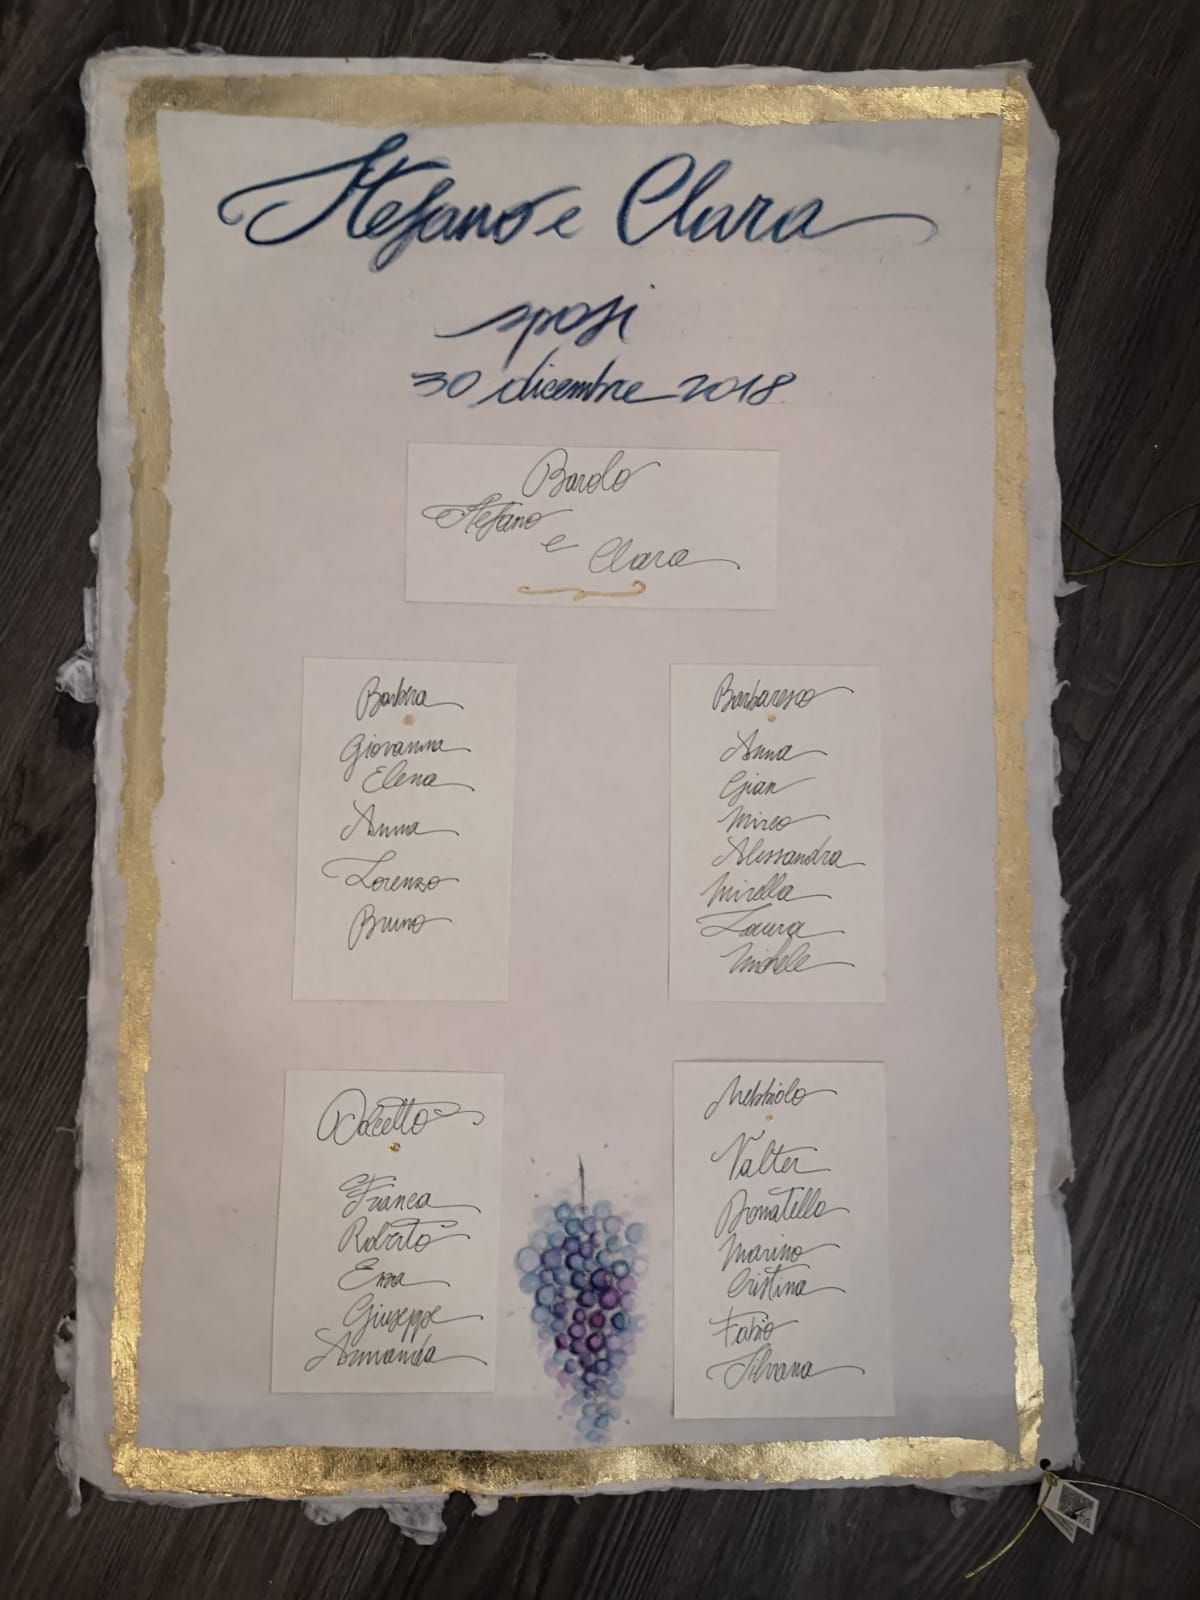 Stefano e Clara
sposi
30 dicembre 2018
Barolo
Stefano
e
Clara
Barbera
Giovanna
Elena
Anna
Lorenzo
Bruno
Barbaresco
Anna
Gian
Mirco
Alessandra
Mirella
Laura
Michele
Dolcetto
Franca
Roberto
Enza
Giuseppe
Armanda
Nebbiolo
Valter
Donatella
Marino
Cristina
Fabio
Silvana